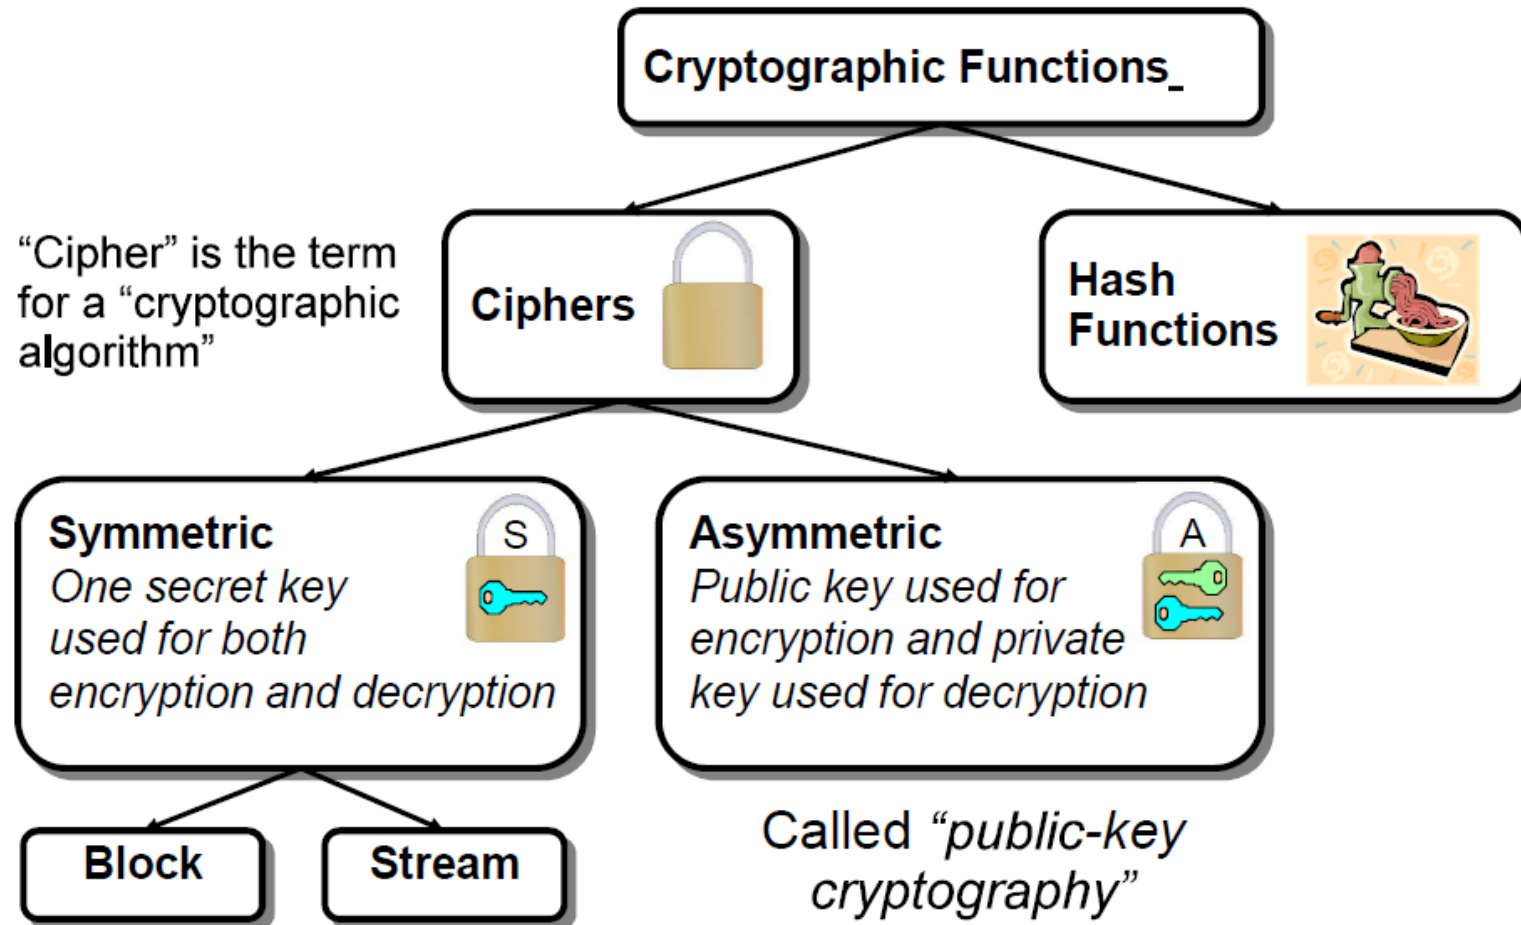 Cryptographic Functions_
“Cipher” is the term
for a “cryptographic
algorithm”
Ciphers
Hash
Functions
Symmetric
One secret key
used for both
encryption and decryption
S
Asymmetric
Public key used for
encryption and private
key used for decryption
A
Block
Stream
Called “public-key
cryptography”